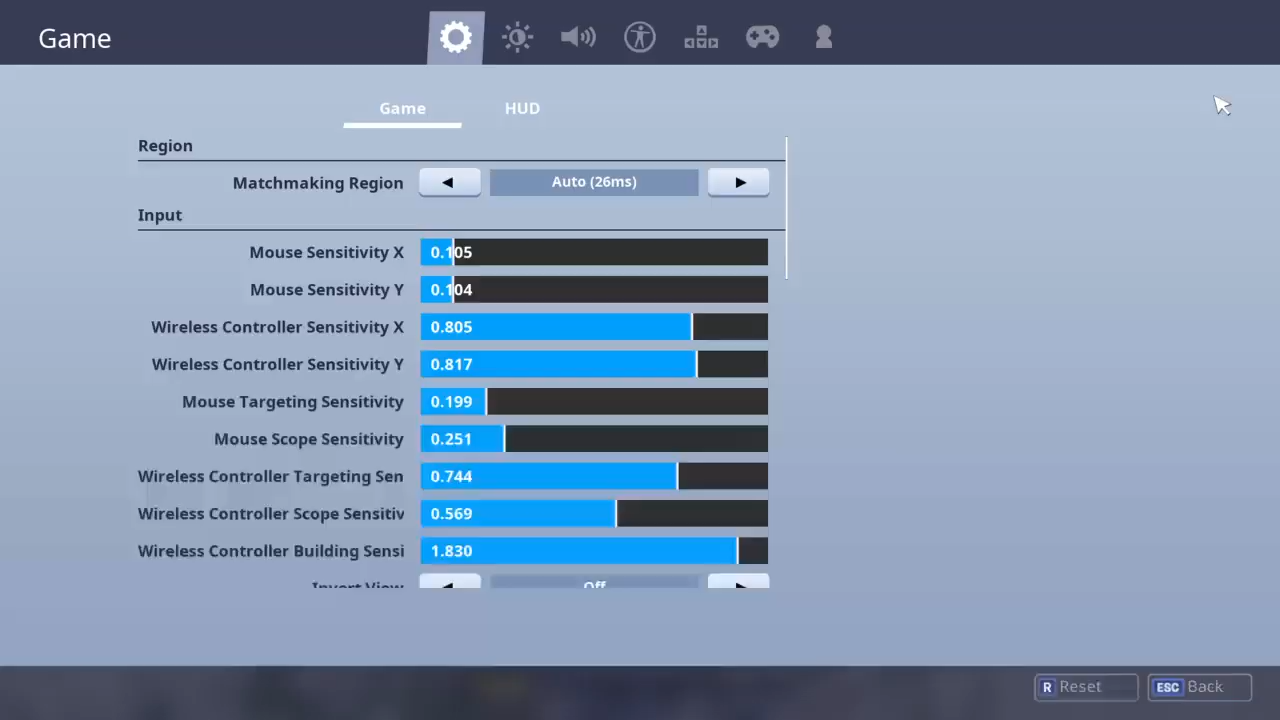 Game
Game HUD
Region
Matchmaking Region Auto (26ms)
Input
Mouse Sensitivity X 0.105
Mouse Sensitivity Y 0.104
Wireless Controller Sensitivity X 0.805
Wireless Controller Sensitivity Y 0.817
Mouse Targeting Sensitivity 0.199
Mouse Scope Sensitivity 0.251
Wireless Controller Targeting Sen 0.744
Wireless Controller Scope Sensitiv 0.569
Wireless Controller Building Sensi 1.830
Invert View Off
R Reset ESC Back